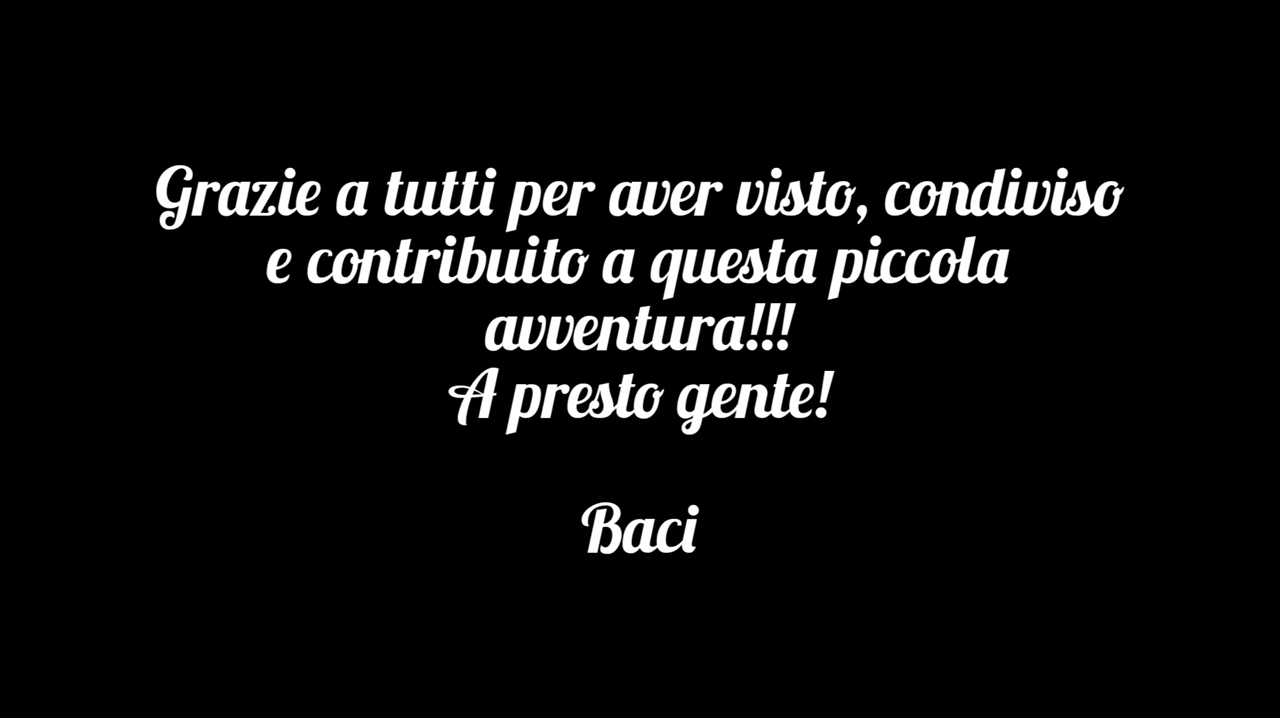 Grazie a tutti per aver visto, condiviso
e contribuito a questa piccola
avventura!!!
A presto gente!
Baci